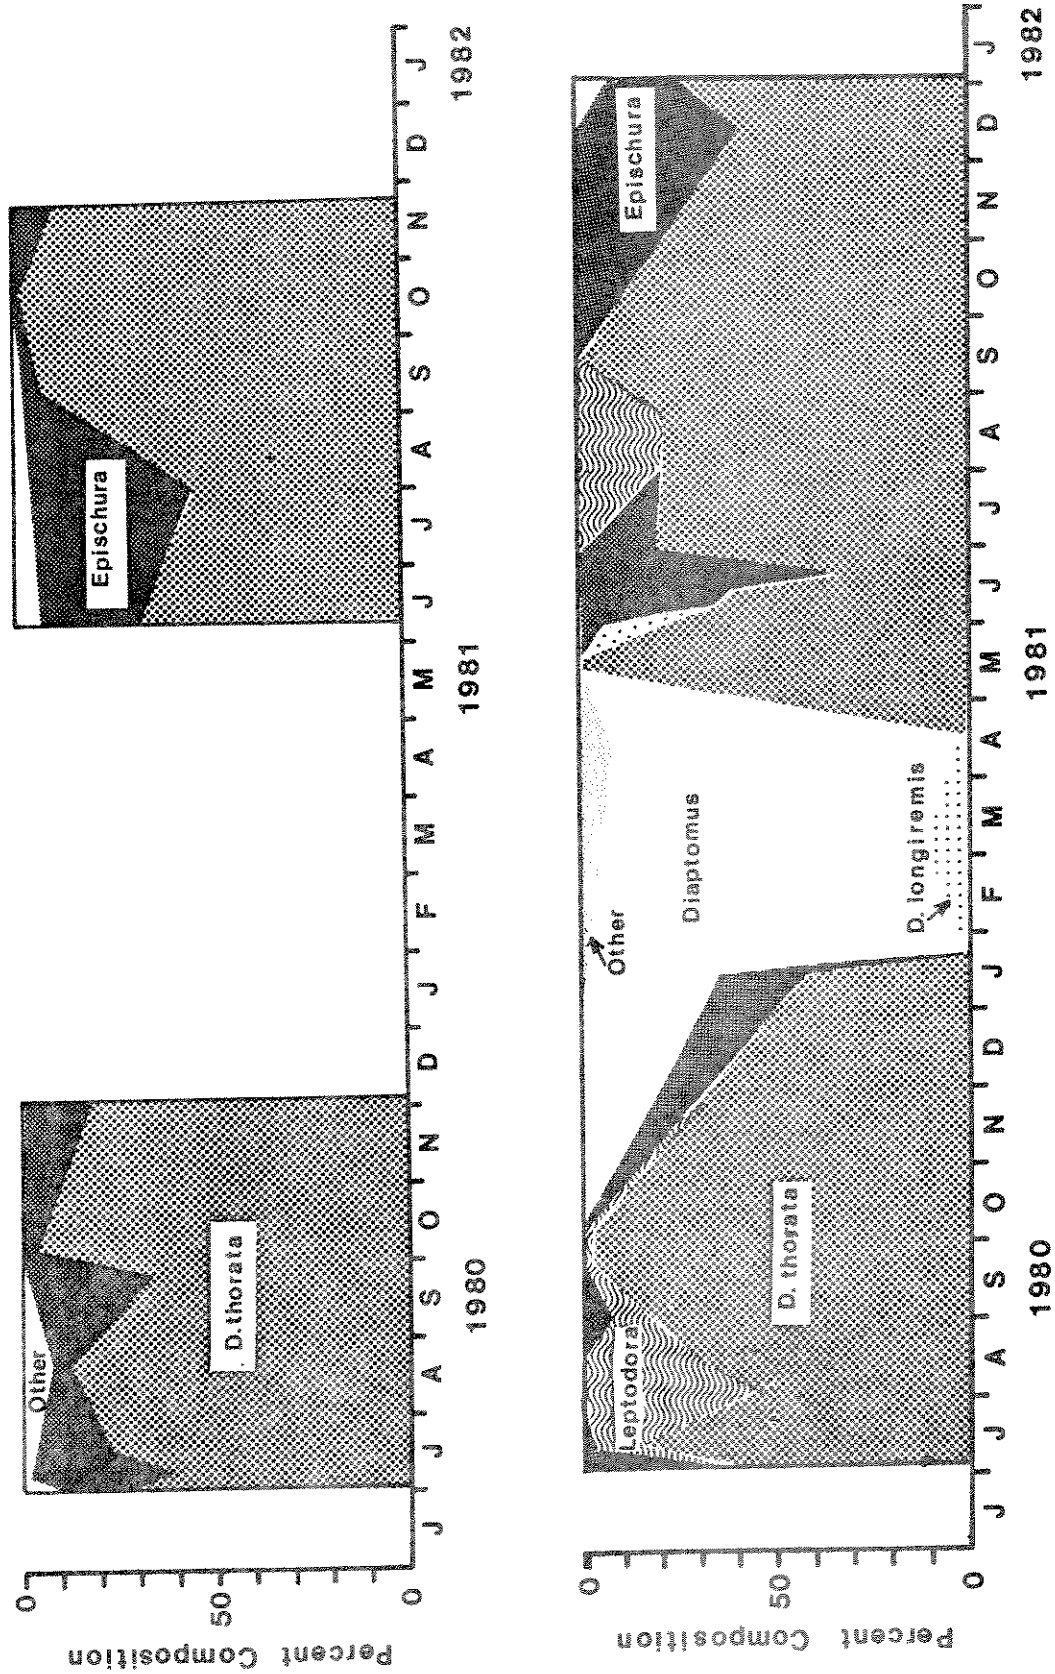 Percent Composition
0
50
0
Other
D.thorata
Epischura
J J A S O N D J F M A M J J A S O N D J
1980 1981 1982
Percent Composition
0
50
0
Leptodora
D. thorata
Other
Diaptomus
D. longiremis
Epischura
J J A S O N D J F M A M J J A S O N D J
1980 1981 1982